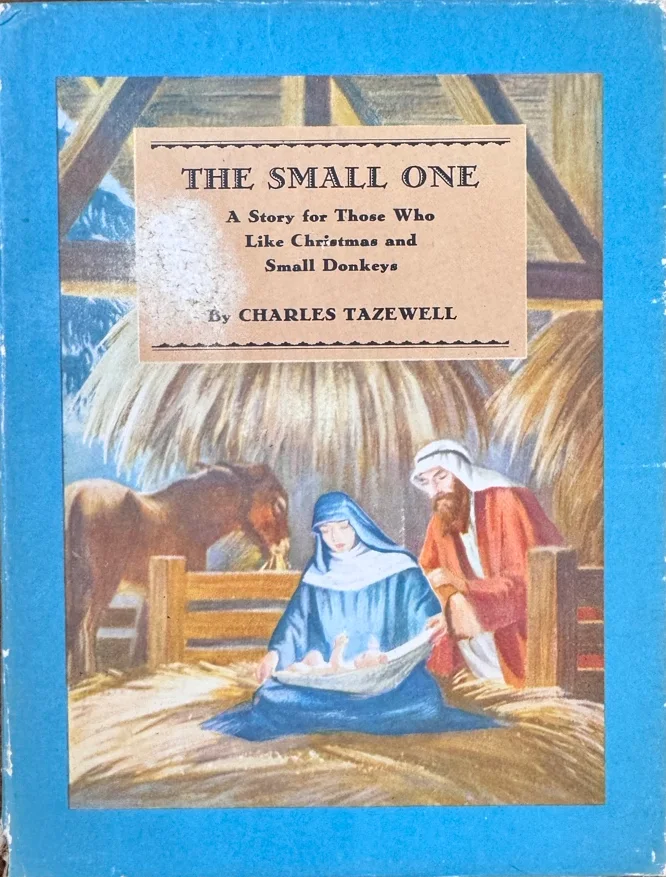 THE SMALL ONE
A Story for Those Who
Like Christmas and
Small Donkeys
By CHARLES TAZEWELL